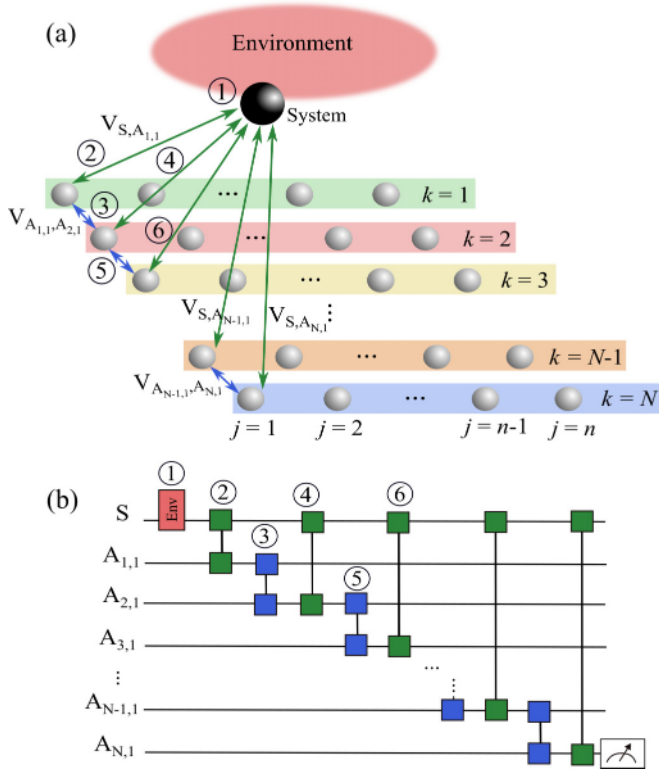 (a)
Environment
①
System
V_{S,A_{1,1}}
②
④
③
k = 1
V_{A_{1,1},A_{2,1}}
⑥
k = 2
⑤
k = 3
V_{S,A_{N-1,1}}
V_{S,A_{N,1}}
k = N-1
V_{A_{N-1,1},A_{N,1}}
k = N
j = 1 j = 2 j = n-1 j = n
(b)
①
② ④ ⑥
S Env
③
A_{1,1}
⑤
A_{2,1}
A_{3,1}
A_{N-1,1}
A_{N,1}